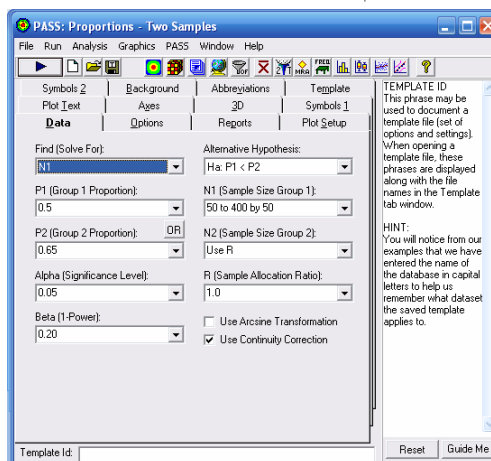 PASS: Proportions - Two Samples
File Run Analysis Graphics PASS Window Help
Symbols 2 Background Abbreviations Template
Plot Text Axes 3D Symbols 1
Data Options Reports Plot Setup
Find (Solve For):
N1
Alternative Hypothesis:
Ha: P1 < P2
P1 (Group 1 Proportion):
0.5
N1 (Sample Size Group 1):
50 to 400 by 50
P2 (Group 2 Proportion): OR
0.65
N2 (Sample Size Group 2):
Use R
Alpha (Significance Level):
0.05
R (Sample Allocation Ratio):
1.0
Beta (1-Power):
0.20
Use Arcsine Transformation
Use Continuity Correction
TEMPLATE ID
This phrase may be
used to document a
template file (set of
options and settings).
When opening a
template file, these
phrases are displayed
along with the file
names in the Template
tab window.
HINT:
You will notice from our
examples that we have
entered the name of
the database in capital
letters to help us
remember what dataset
the saved template
applies to.
Template Id:
Reset Guide Me